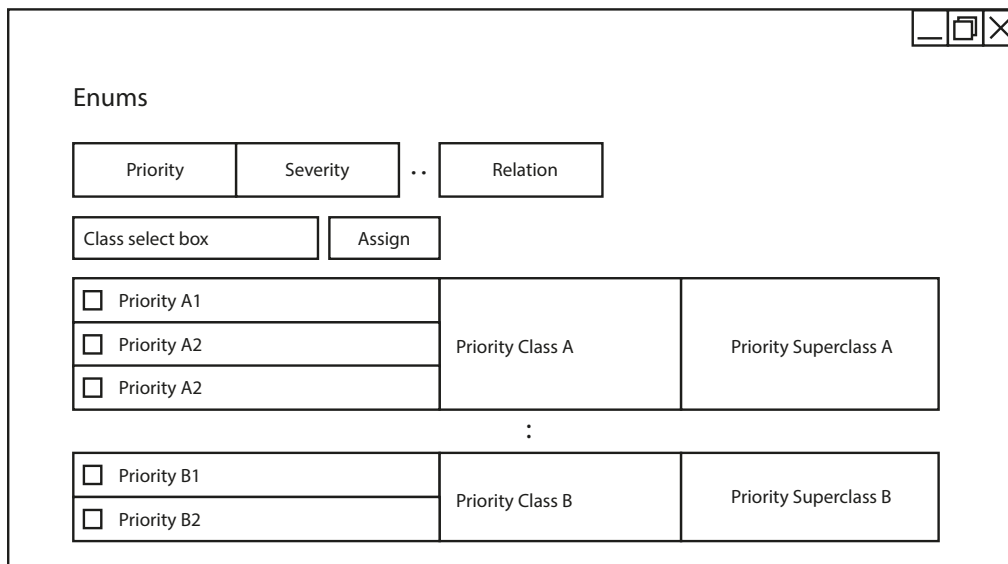 Enums
Priority Severity .. Relation
Class select box Assign
Priority A1
Priority A2
Priority Class A Priority Superclass A
Priority A2
:
Priority B1
Priority Class B Priority Superclass B
Priority B2